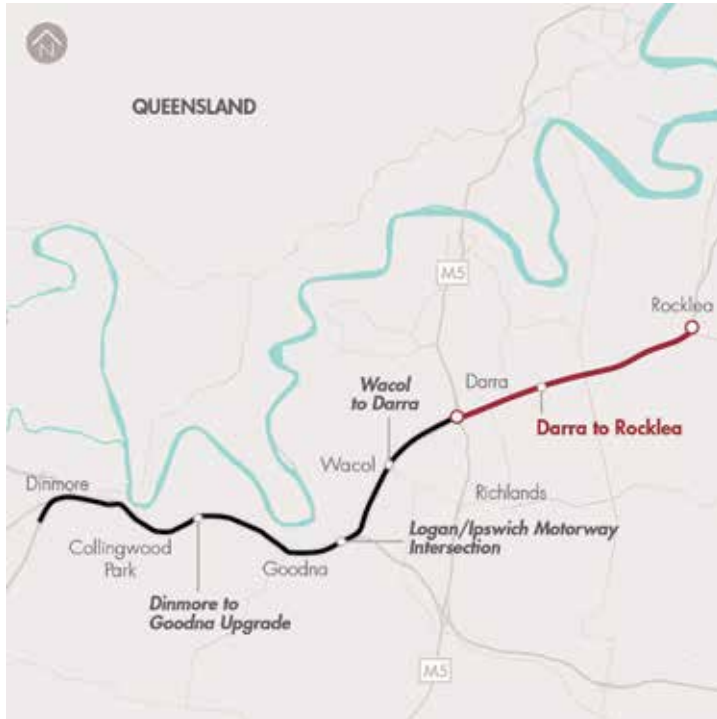 N
QUEENSLAND
M5
Rocklea
Wacol
to Darra
Darra
Darra to Rocklea
Wacol
Dinmore
Richlands
Collingwood
Park
Goodna
Logan/Ipswich Motorway
Intersection
Dinmore to
Goodna Upgrade
M5